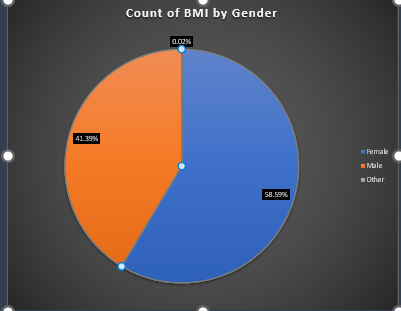 Count of BMI by Gender
0.02%
41.39%
58.59%
Female
Male
Other